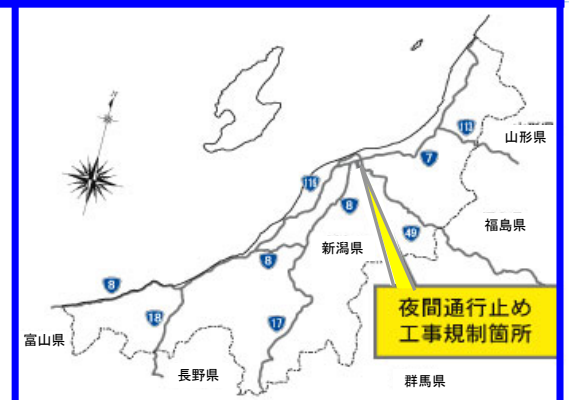 113
山形県
7
116
8
福島県
49
新潟県
8
8
夜間通行止め
工事規制箇所
18
17
富山県
長野県
群馬県